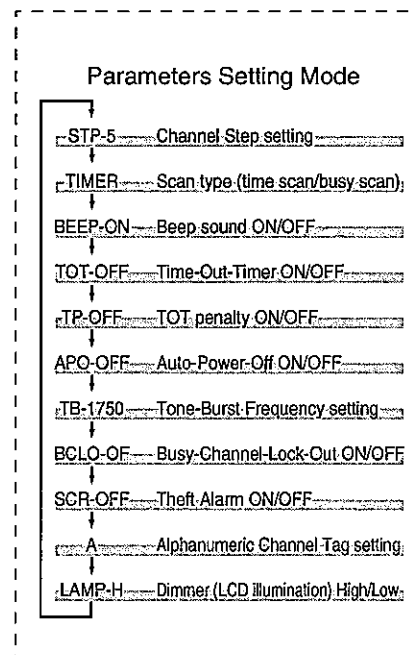 Parameters Setting Mode
STP-5 Channel Step setting
TIMER Scan type (time scan/busy scan)
BEEP-ON Beep sound ON/OFF
TOT-OFF Time-Out-Timer ON/OFF
TP-OFF TOT penalty ON/OFF
APO-OFF Auto-Power-Off ON/OFF
TB-1750 Tone-Burst Frequency setting
BCLO-OF Busy-Channel-Lock-Out ON/OFF
SCR-OFF Theft Alarm ON/OFF
A Alphanumeric Channel Tag setting
LAMP-H Dimmer (LCD illumination) High/Low